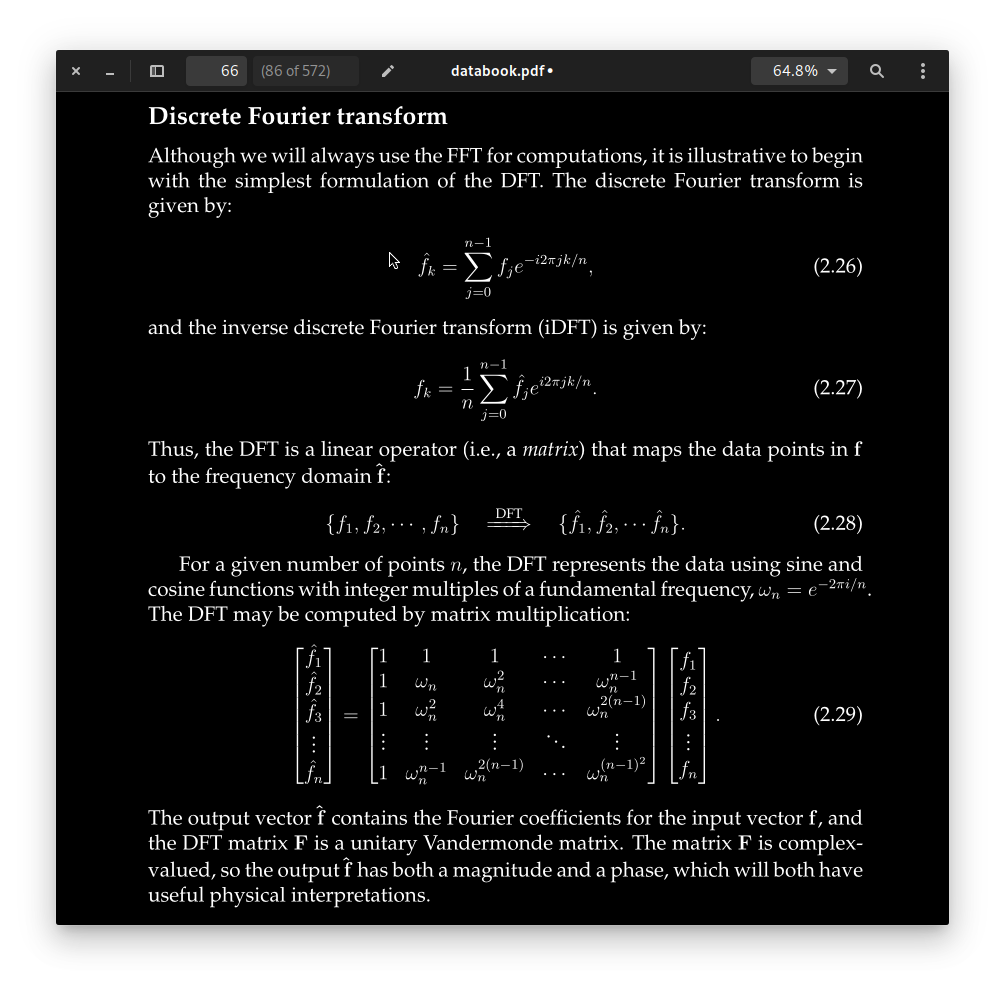 66 (86 of 572) databook.pdf • 64.8%
Discrete Fourier transform
Although we will always use the FFT for computations, it is illustrative to begin
with the simplest formulation of the DFT. The discrete Fourier transform is
given by:
$\hat{f}_k = \sum_{j=0}^{n-1} f_j e^{-i2\pi jk/n},$ (2.26)
and the inverse discrete Fourier transform (iDFT) is given by:
$f_k = \frac{1}{n} \sum_{j=0}^{n-1} \hat{f}_j e^{i2\pi jk/n}.$ (2.27)
Thus, the DFT is a linear operator (i.e., a matrix) that maps the data points in f
to the frequency domain $\hat{\mathbf{f}}$:
$\{f_1, f_2, \cdots, f_n\} \quad \overset{\text{DFT}}{\Longrightarrow} \quad \{\hat{f}_1, \hat{f}_2, \cdots \hat{f}_n\}.$ (2.28)
For a given number of points $n$, the DFT represents the data using sine and
cosine functions with integer multiples of a fundamental frequency, $\omega_n = e^{-2\pi i/n}$.
The DFT may be computed by matrix multiplication:
$\begin{bmatrix} \hat{f}_1 \\ \hat{f}_2 \\ \hat{f}_3 \\ \vdots \\ \hat{f}_n \end{bmatrix} = \begin{bmatrix} 1 & 1 & 1 & \cdots & 1 \\ 1 & \omega_n & \omega_n^2 & \cdots & \omega_n^{n-1} \\ 1 & \omega_n^2 & \omega_n^4 & \cdots & \omega_n^{2(n-1)} \\ \vdots & \vdots & \vdots & \ddots & \vdots \\ 1 & \omega_n^{n-1} & \omega_n^{2(n-1)} & \cdots & \omega_n^{(n-1)^2} \end{bmatrix} \begin{bmatrix} f_1 \\ f_2 \\ f_3 \\ \vdots \\ f_n \end{bmatrix}.$ (2.29)
The output vector $\hat{\mathbf{f}}$ contains the Fourier coefficients for the input vector f, and
the DFT matrix F is a unitary Vandermonde matrix. The matrix F is complex-
valued, so the output $\hat{\mathbf{f}}$ has both a magnitude and a phase, which will both have
useful physical interpretations.